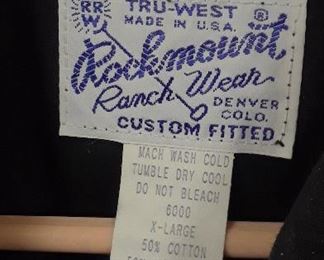 RR
W
TRU-WEST ®
MADE IN U.S.A.
Rockmount
Ranch Wear
DENVER
COLO.
CUSTOM FITTED
MACH WASH COLD
TUMBLE DRY COOL
DO NOT BLEACH
6000
X-LARGE
50% COTTON